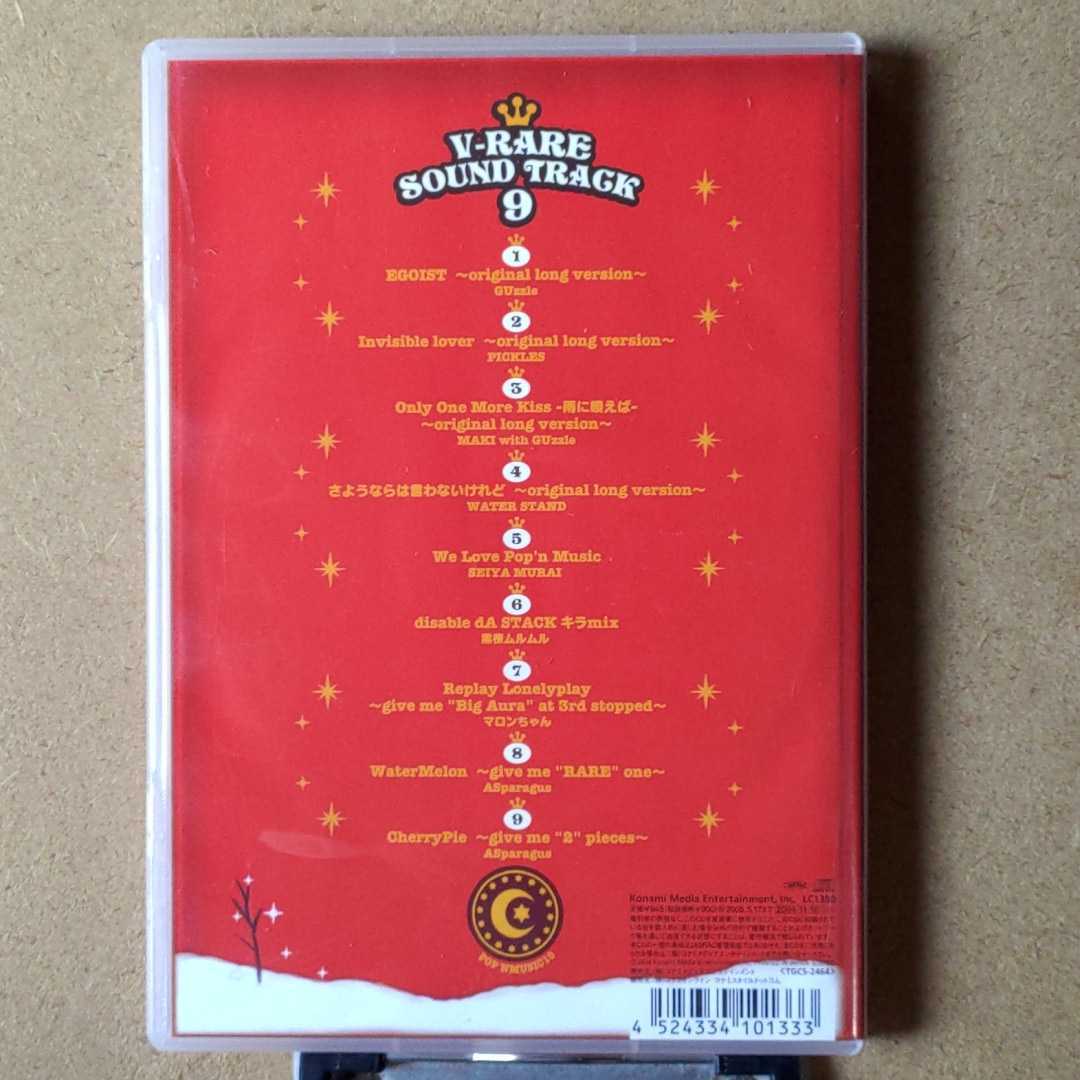 V-RARE
SOUND TRACK
9
1
EGOIST ~original long version~
GUzzle
2
Invisible lover ~original long version~
PICKLES
3
Only One More Kiss -雨に唄えば-
~original long version~
MAKI with GUzzle
4
さようならは言わないけれど ~original long version~
WATER STAND
5
We Love Pop'n Music
SEIYA MURAI
6
disable dA STACK キラmix
黒猫ムルムル
7
Replay Lonelyplay
~give me "Big Aura" at 3rd stopped~
マロンちゃん
8
WaterMelon ~give me "RARE" one~
ASparagus
9
CherryPie ~give me "2" pieces~
ASparagus
Konami Media Entertainment, Inc.
<TGCS-2464>
4 524334 101333